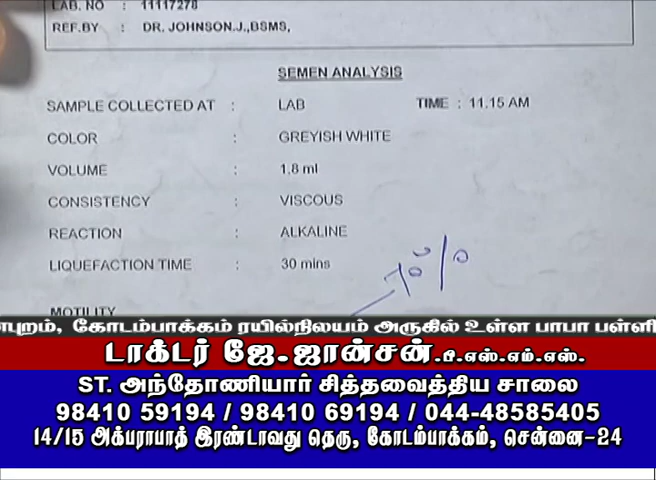 LAB. NO : 11117278
REF.BY : DR. JOHNSON.J.,BSMS,
SEMEN ANALYSIS
SAMPLE COLLECTED AT : LAB TIME : 11.15 AM
COLOR : GREYISH WHITE
VOLUME : 1.8 ml
CONSISTENCY : VISCOUS
REACTION : ALKALINE
LIQUEFACTION TIME : 30 mins
MOTILITY
புறம், கோடம்பாக்கம் ரயில்நிலயம் அருகில் உள்ள பாபா பள்ளி
டாக்டர் ஜே.ஜான்சன்.பி.எஸ்.எம்.எஸ்.
ST. அந்தோணியார் சித்தவைத்திய சாலை
98410 59194 / 98410 69194 / 044-48585405
14/15 அக்பராபாத் இரண்டாவது தெரு, கோடம்பாக்கம், சென்னை-24